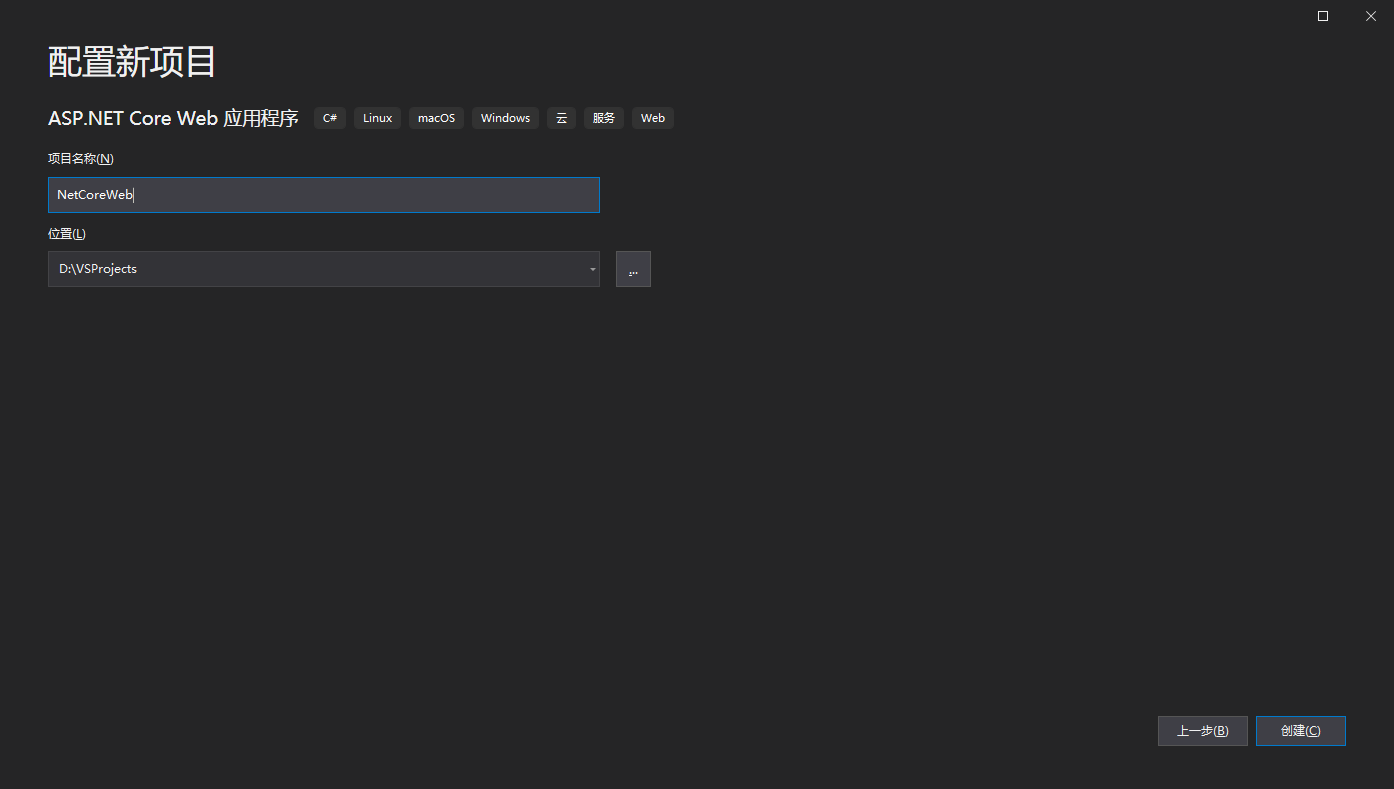 配置新项目
ASP.NET Core Web 应用程序 C# Linux macOS Windows 云 服务 Web
项目名称(N)
NetCoreWeb
位置(L)
D:\VSProjects ...
上一步(B) 创建(C)